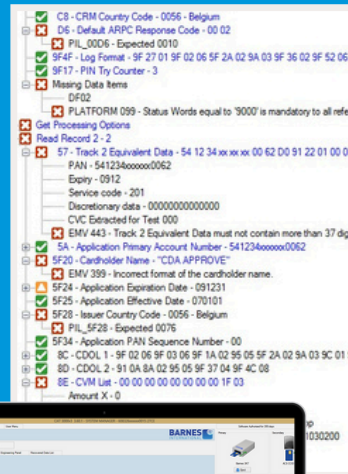 C8 - CRM Country Code - 0056 - Belgium
D6 - Default ARPC Response Code - 00 02
PIL_00D6 - Expected 0010
9F4F - Log Format - 9F 27 01 9F 02 06 5F 2A 02 9A 03 9F 36 02 9F 52 06
9F17 - PIN Try Counter - 3
Missing Data Items
DF02
PLATFORM 099 - Status Words equal to '9000' is mandatory to all refe
Get Processing Options
Read Record 2 - 2
57 - Track 2 Equivalent Data - 54 12 34 xx xx xx 00 62 D0 91 22 01 00 0
PAN - 541234xxxxxx0062
Expiry - 0912
Service code - 201
Discretionary data - 000000000000
CVC Extracted for Test 000
EMV 443 - Track 2 Equivalent Data must not contain more than 37 dig
5A - Application Primary Account Number - 541234xxxxxx0062
5F20 - Cardholder Name - "CDA APPROVE"
EMV 399 - Incorrect format of the cardholder name.
5F24 - Application Expiration Date - 091231
5F25 - Application Effective Date - 070101
5F28 - Issuer Country Code - 0056 - Belgium
PIL_5F28 - Expected 0076
5F34 - Application PAN Sequence Number - 00
8C - CDOL 1 - 9F 02 06 9F 03 06 9F 1A 02 95 05 5F 2A 02 9A 03 9C 01
8D - CDOL 2 - 91 0A 8A 02 95 05 9F 37 04 9F 4C 08
8E - CVM List - 00 00 00 00 00 00 00 00 1F 03
Amount X - 0
BARNES
1030200